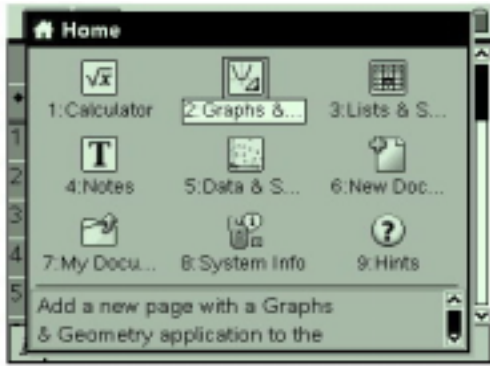 Home
√x
1:Calculator 2:Graphs &... 3:Lists & S...
T
4:Notes 5:Data & S... 6:New Doc...
7:My Docu... 8:System Info 9:Hints
1
2
3
4
5
Add a new page with a Graphs
& Geometry application to the